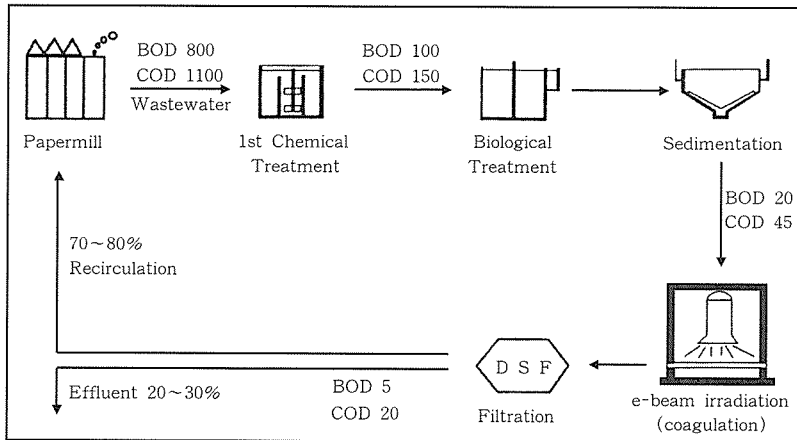 BOD 800
COD 1100
Wastewater
BOD 100
COD 150
Papermill
1st Chemical
Treatment
Biological
Treatment
Sedimentation
BOD 20
COD 45
70~80%
Recirculation
D S F
Effluent 20~30%
BOD 5
COD 20
Filtration
e-beam irradiation
(coagulation)